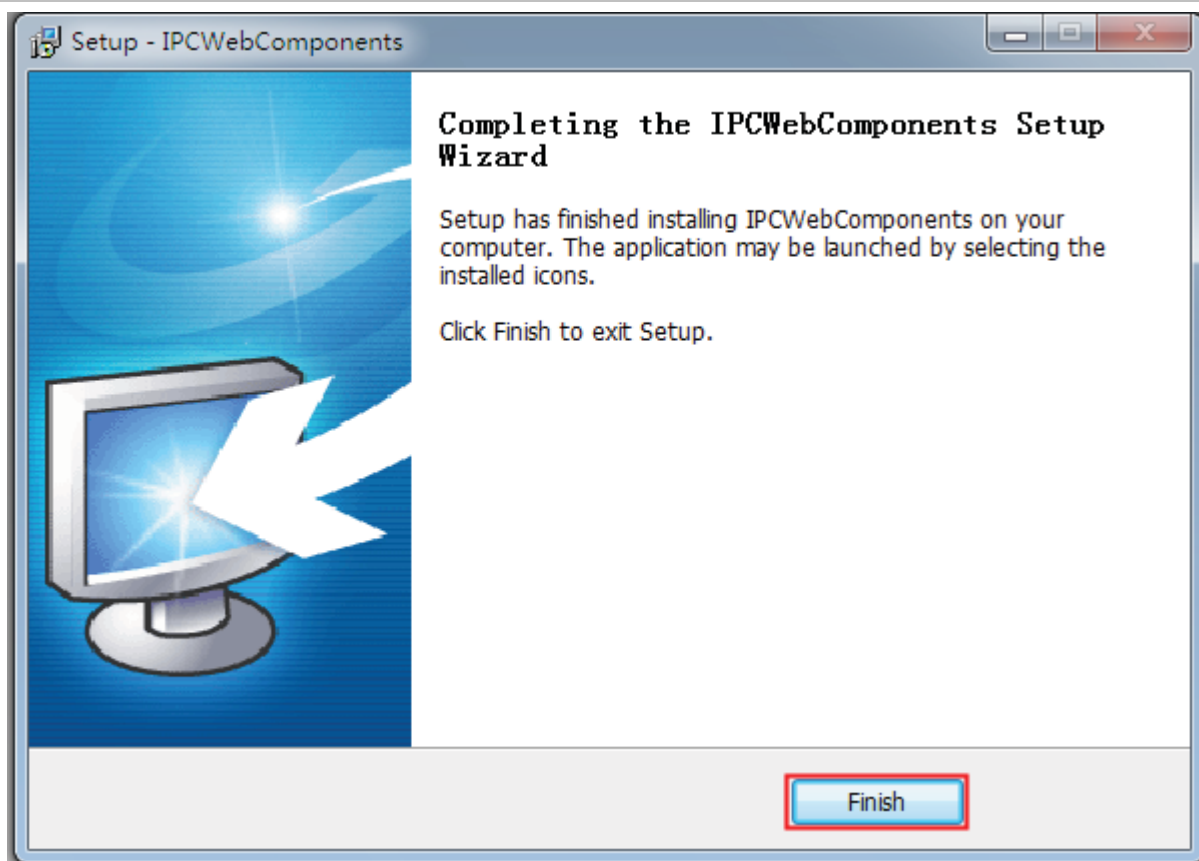 Setup - IPCWebComponents
Completing the IPCWebComponents Setup
Wizard
Setup has finished installing IPCWebComponents on your
computer. The application may be launched by selecting the
installed icons.
Click Finish to exit Setup.
Finish